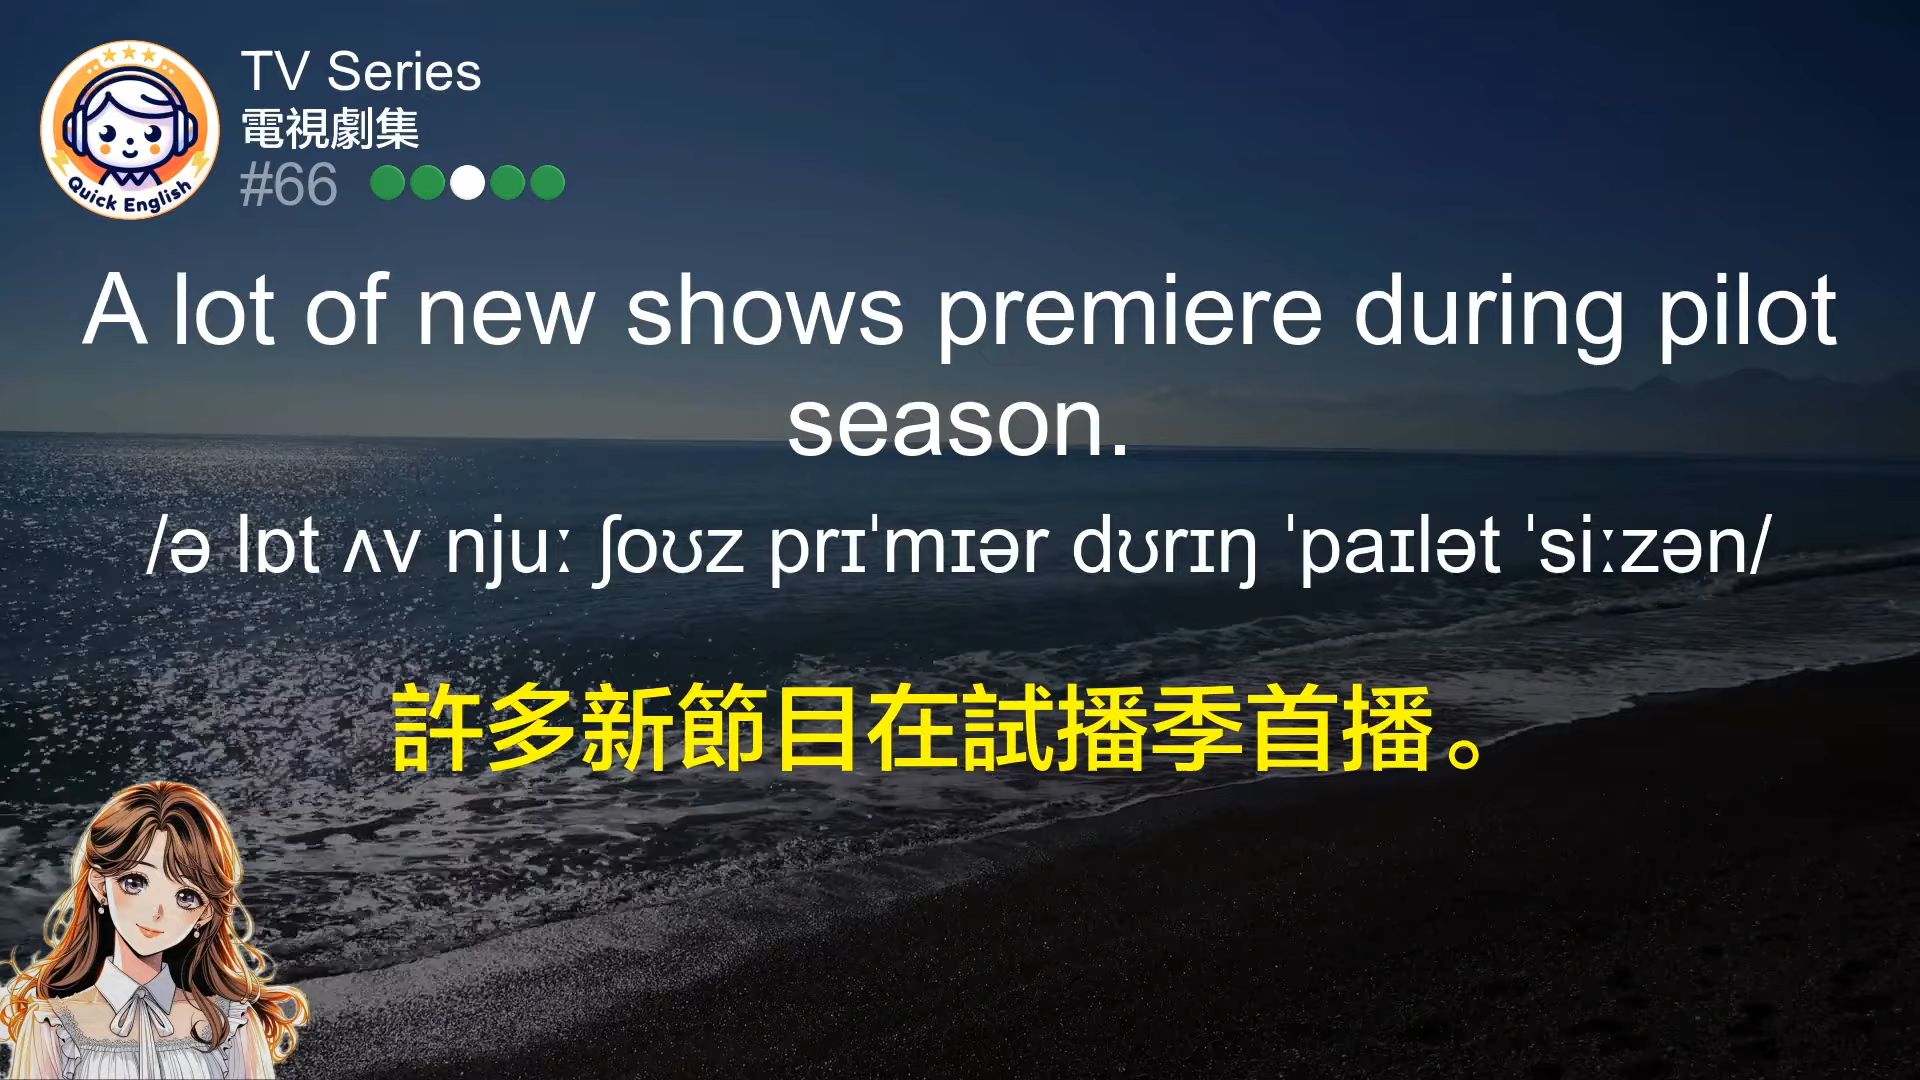 TV Series
電視劇集
#66
Quick English
A lot of new shows premiere during pilot
season.
/ə lɒt ʌv njuː ʃoʊz prɪˈmɪər dʊrɪŋ ˈpaɪlət ˈsiːzən/
許多新節目在試播季首播。